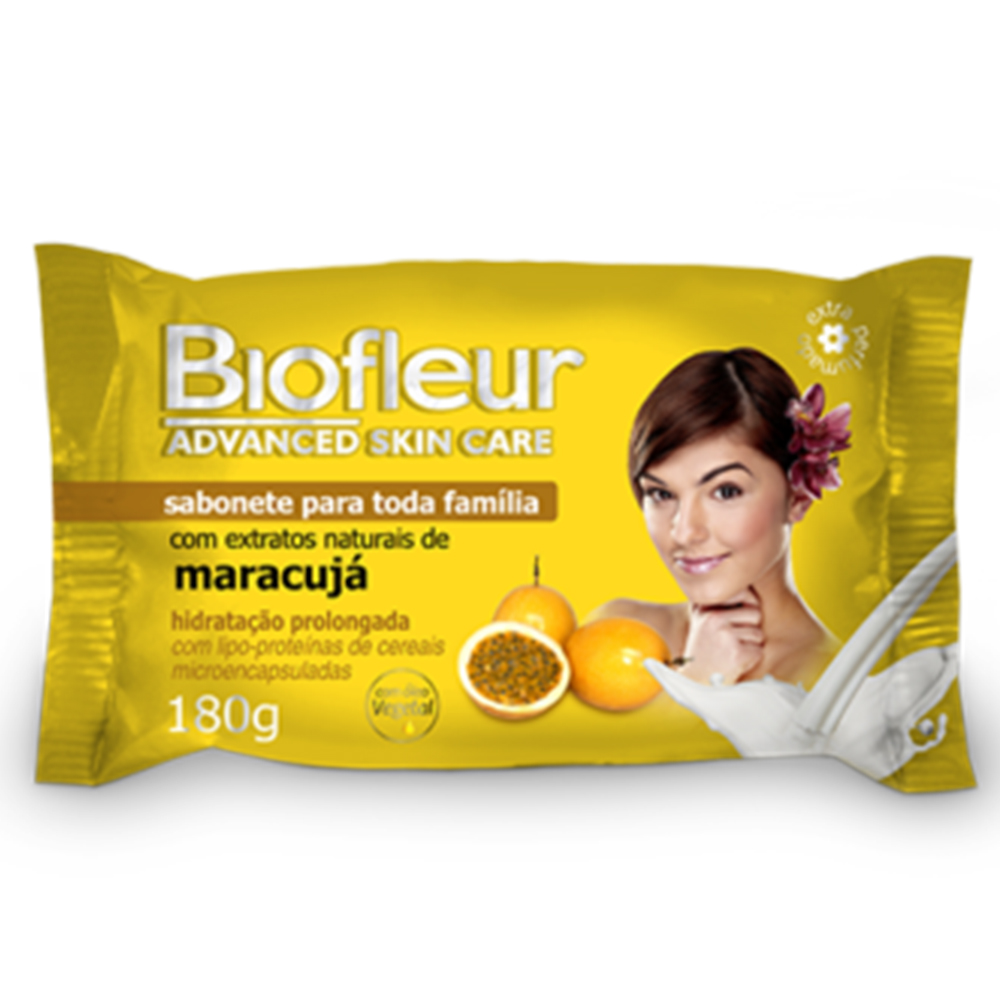 Biofleur
ADVANCED SKIN CARE
extra perfumado
sabonete para toda família
com extratos naturais de
maracujá
hidratação prolongada
com lipo-proteínas de cereais
microencapsuladas
180g
com óleo
Vegetal